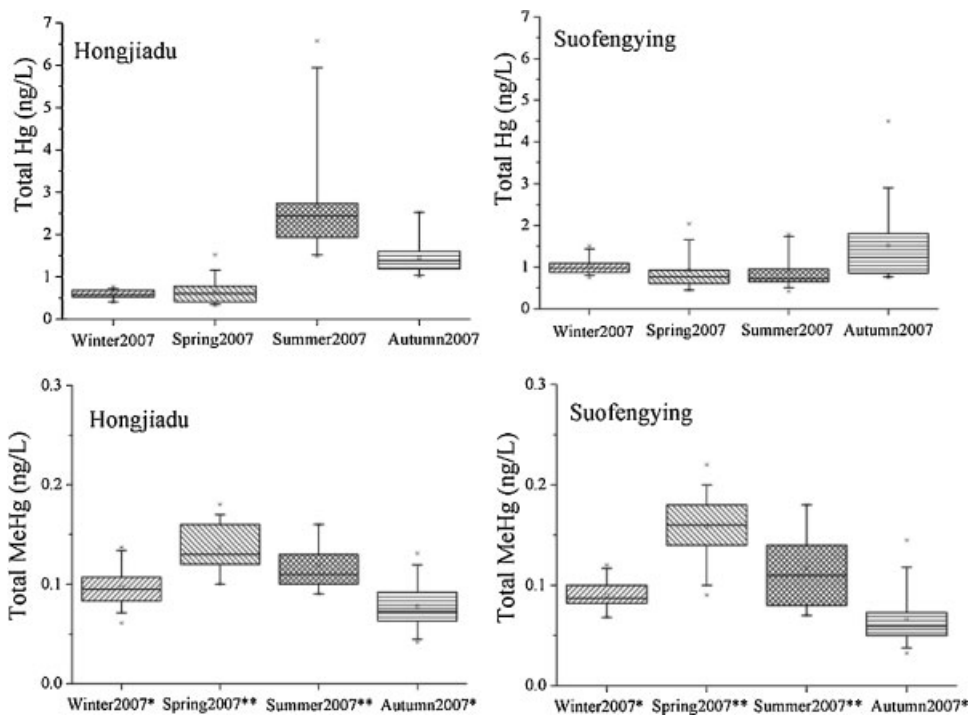 Hongjiadu
Total Hg (ng/L)
7
6
5
4
3
2
1
0
Winter2007 Spring2007 Summer2007 Autumn2007
Suofengying
Total Hg (ng/L)
7
6
5
4
3
2
1
0
Winter2007 Spring2007 Summer2007 Autumn2007
Hongjiadu
Total MeHg (ng/L)
0.3
0.2
0.1
0.0
Winter2007* Spring2007** Summer2007** Autumn2007*
Suofengying
Total MeHg (ng/L)
0.3
0.2
0.1
0.0
Winter2007* Spring2007** Summer2007** Autumn2007*